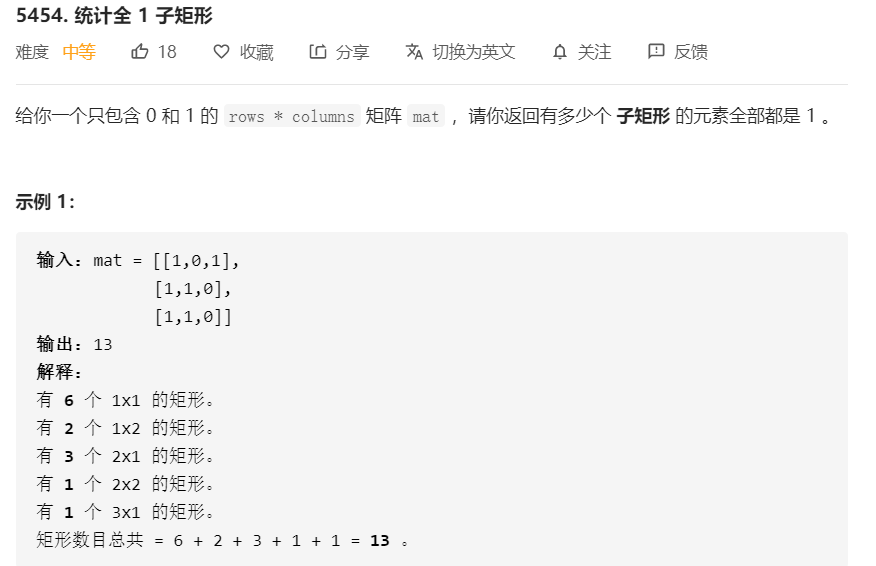 5454. 统计全 1 子矩形
难度 中等 18 收藏 分享 切换为英文 关注 反馈
给你一个只包含 0 和 1 的 rows * columns 矩阵 mat ，请你返回有多少个 子矩形 的元素全部都是 1 。
示例 1：
输入：mat = [[1,0,1],
[1,1,0],
[1,1,0]]
输出：13
解释：
有 6 个 1x1 的矩形。
有 2 个 1x2 的矩形。
有 3 个 2x1 的矩形。
有 1 个 2x2 的矩形。
有 1 个 3x1 的矩形。
矩形数目总共 = 6 + 2 + 3 + 1 + 1 = 13 。